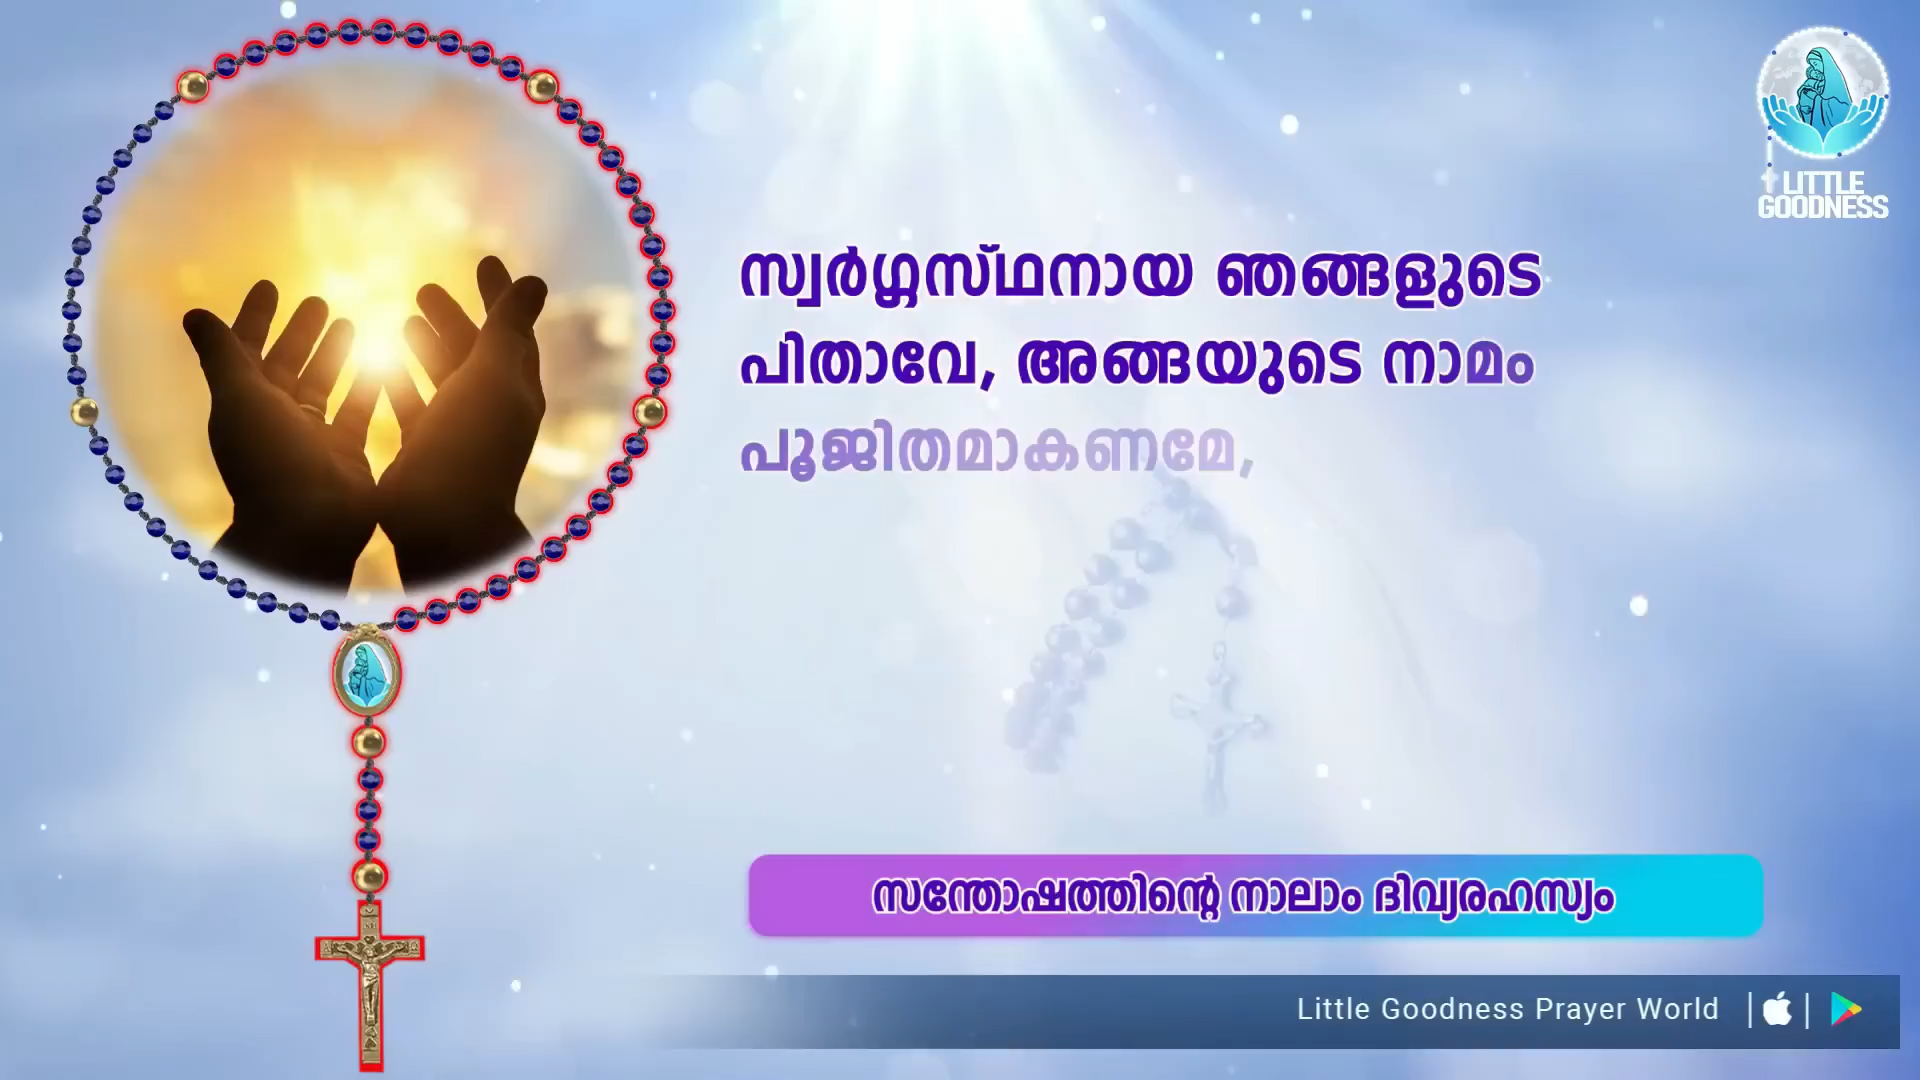 LITTLE
GOODNESS
സ്വർഗ്ഗസ്ഥനായ ഞങ്ങളുടെ
പിതാവേ, അങ്ങയുടെ നാമം
പൂജിതമാകണമേ,
സന്തോഷത്തിന്റെ നാലാം ദിവ്യരഹസ്യം
Little Goodness Prayer World